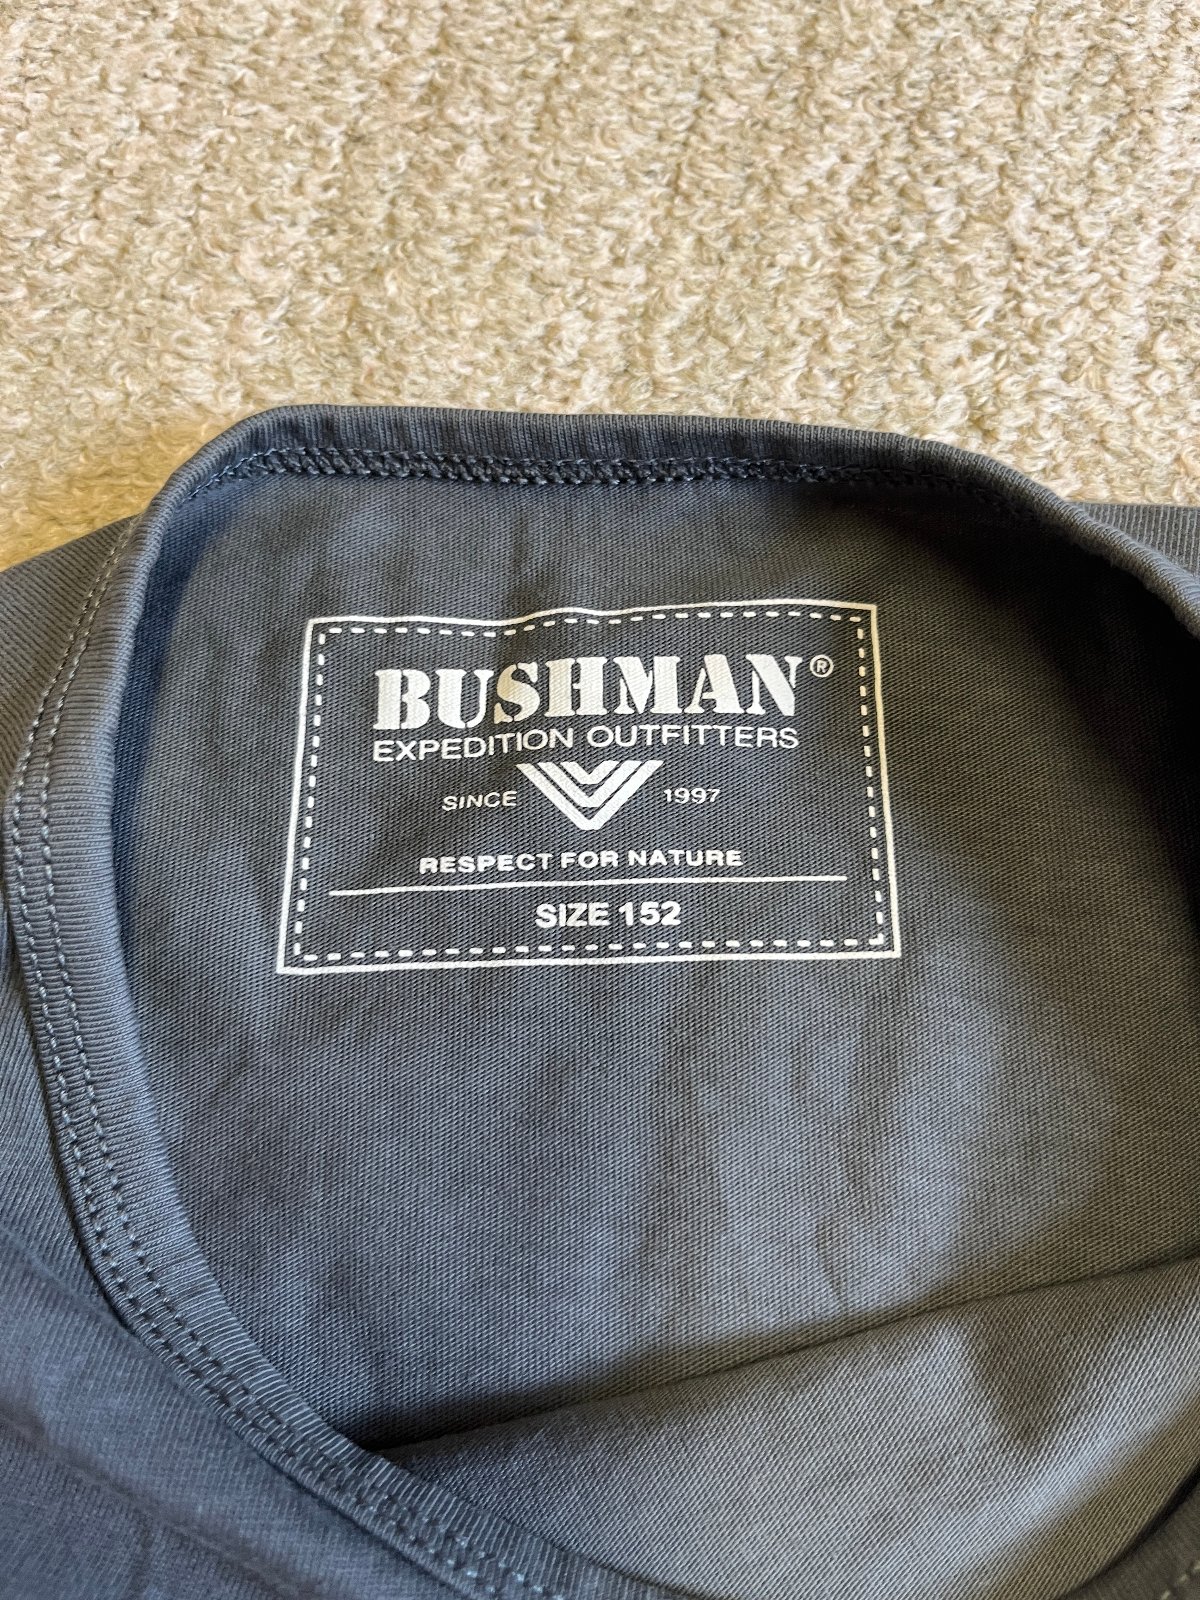 BUSHMAN®
EXPEDITION OUTFITTERS
SINCE 1997
RESPECT FOR NATURE
SIZE 152